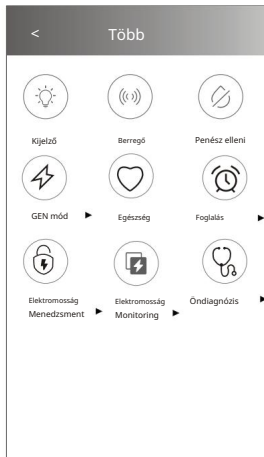 < Több
Kijelző Berregő Penész elleni
GEN mód ▶ Egészség Foglalás ▶
Elektromosság Elektromosság Öndiagnózis ▶
Menedzsment ▶ Monitoring ▶